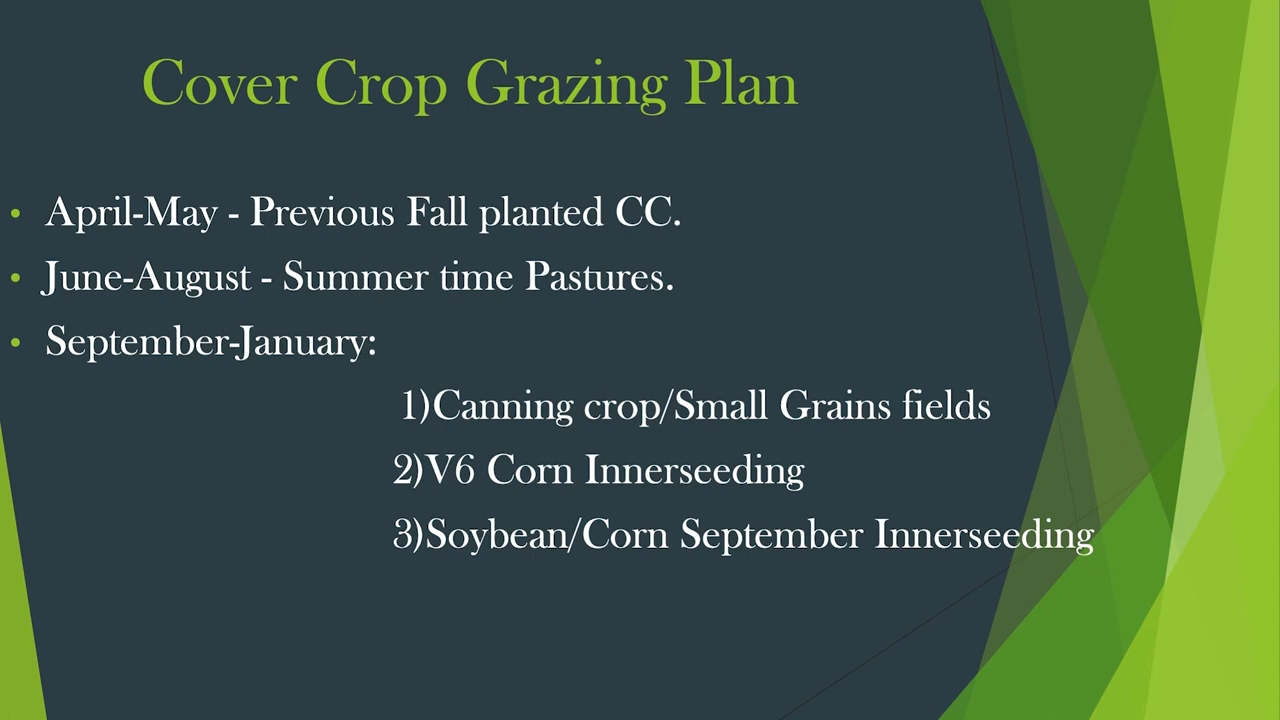 Cover Crop Grazing Plan
• April-May - Previous Fall planted CC.
• June-August - Summer time Pastures.
• September-January:
1)Canning crop/Small Grains fields
2)V6 Corn Innerseeding
3)Soybean/Corn September Innerseeding